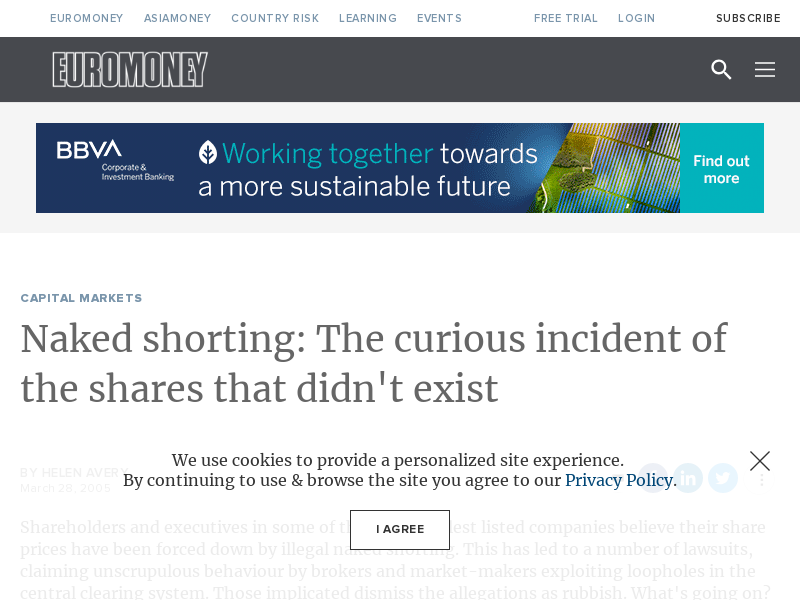 EUROMONEY ASIAMONEY COUNTRY RISK LEARNING EVENTS FREE TRIAL LOGIN SUBSCRIBE
EUROMONEY
BBVA
Corporate &
Investment Banking
Working together towards
a more sustainable future
Find out
more
CAPITAL MARKETS
Naked shorting: The curious incident of
the shares that didn't exist
We use cookies to provide a personalized site experience.
By continuing to use & browse the site you agree to our Privacy Policy.
I AGREE
BY HELEN AVERY
March 28, 2005
Shareholders and executives in some of listed companies believe their share
prices have been forced down by illegal naked shorting. This has led to a number of lawsuits,
claiming unscrupulous behaviour by brokers and market-makers exploiting loopholes in the
central clearing system. Those implicated dismiss the allegations as rubbish. What's going on?